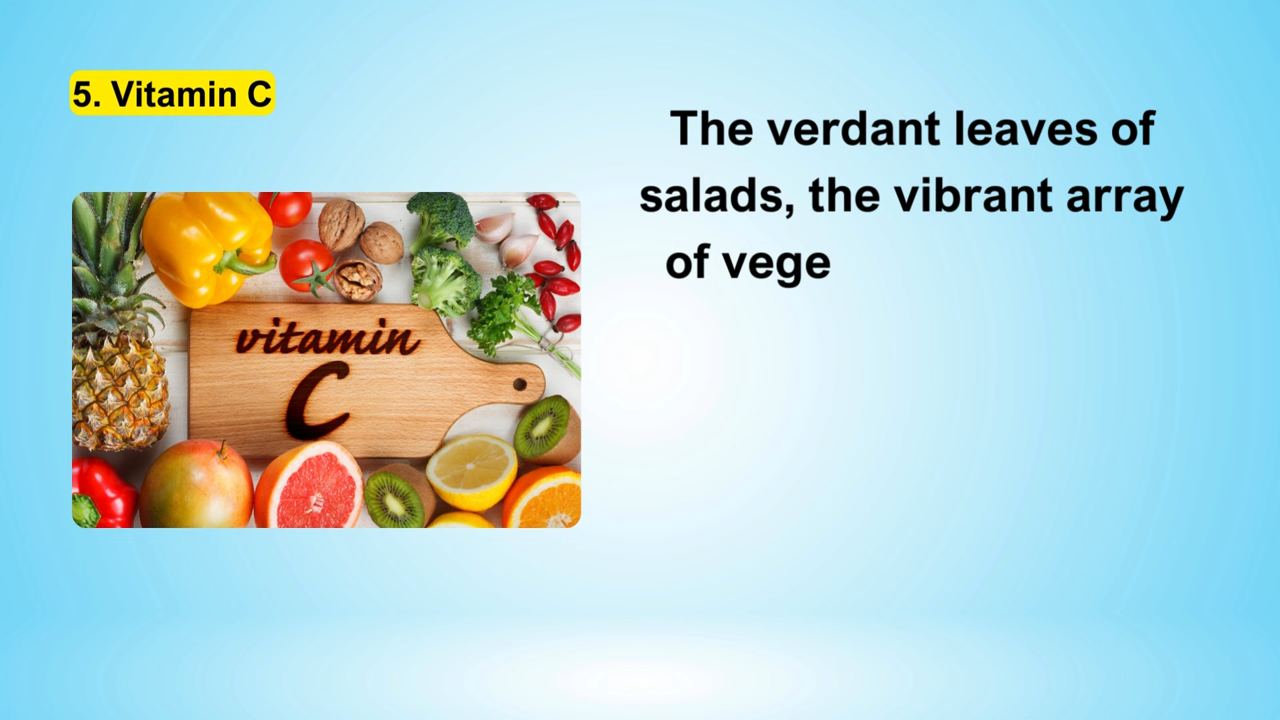 5. Vitamin C
The verdant leaves of
salads, the vibrant array
of vege
vitamin
C